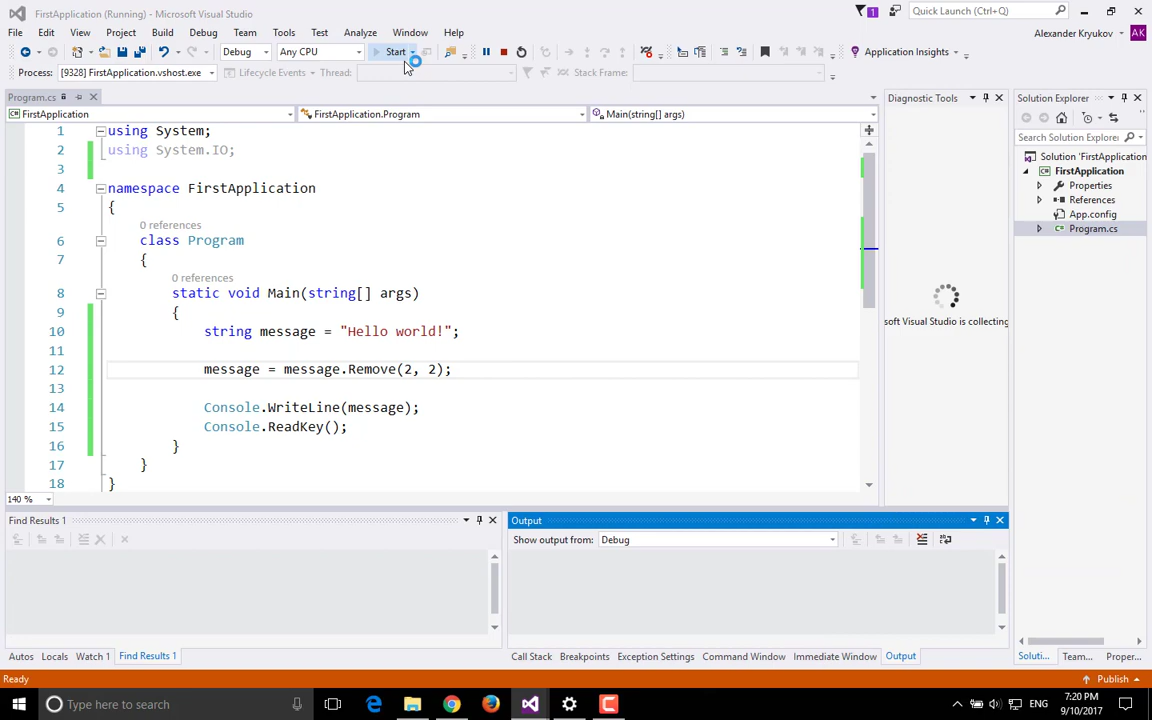 FirstApplication (Running) - Microsoft Visual Studio
1
Quick Launch (Ctrl+Q)
File Edit View Project Build Debug Team Tools Test Analyze Window Help
Alexander Kryukov
AK
Debug Any CPU Start Application Insights
Process: [9328] FirstApplication.vshost.exe Lifecycle Events Thread: Stack Frame:
Program.cs
Diagnostic Tools
Solution Explorer
FirstApplication FirstApplication.Program Main(string[] args)
Search Solution Explorer
1 using System;
2 using System.IO;
3
4 namespace FirstApplication
5 {
0 references
6 class Program
7 {
0 references
8 static void Main(string[] args)
9 {
10 string message = "Hello world!";
11
12 message = message.Remove(2, 2);
13
14 Console.WriteLine(message);
15 Console.ReadKey();
16 }
17 }
18 }
140 %
soft Visual Studio is collecting
Solution 'FirstApplication
FirstApplication
Properties
References
App.config
Program.cs
Find Results 1
Output
Show output from: Debug
Autos Locals Watch 1 Find Results 1
Call Stack Breakpoints Exception Settings Command Window Immediate Window Output
Soluti... Team... Proper...
Ready
Publish
Type here to search
ENG
7:20 PM
9/10/2017